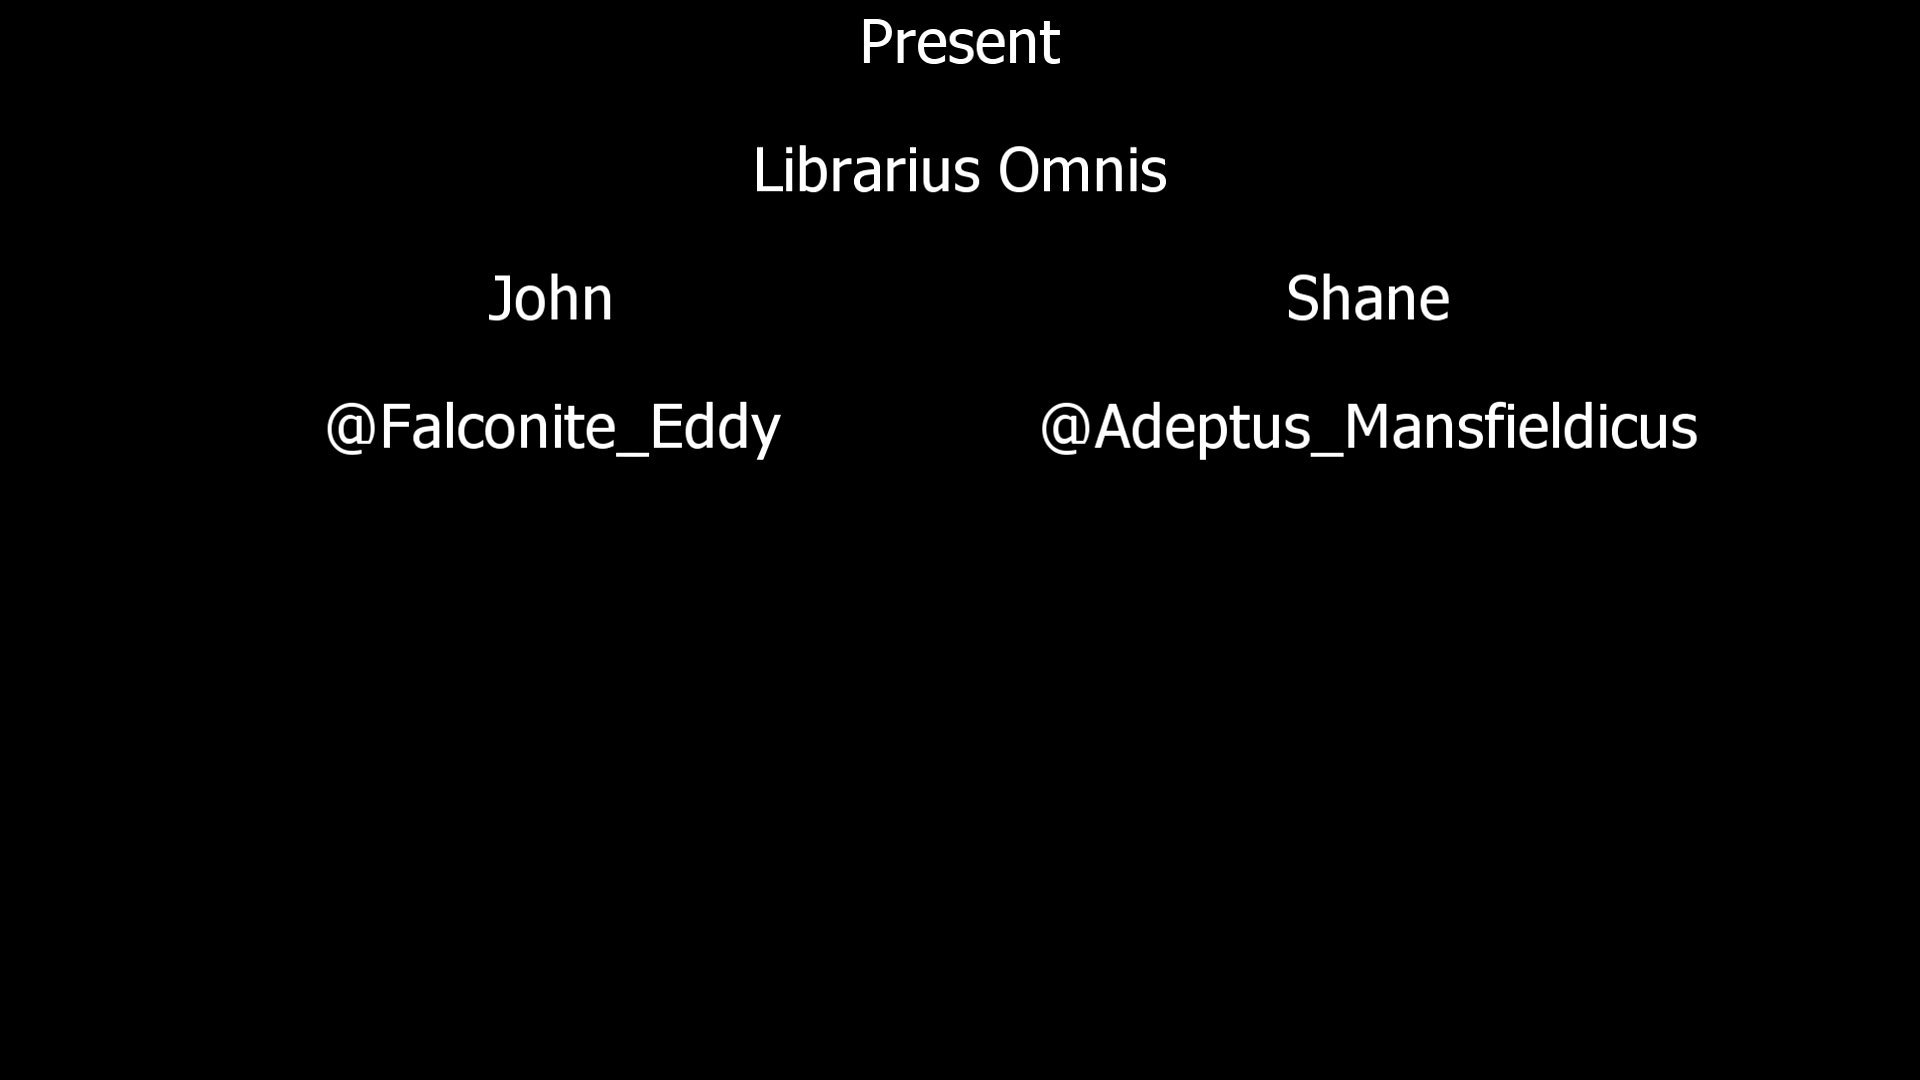 Present
Librarius Omnis
John Shane
@Falconite_Eddy @Adeptus_Mansfieldicus